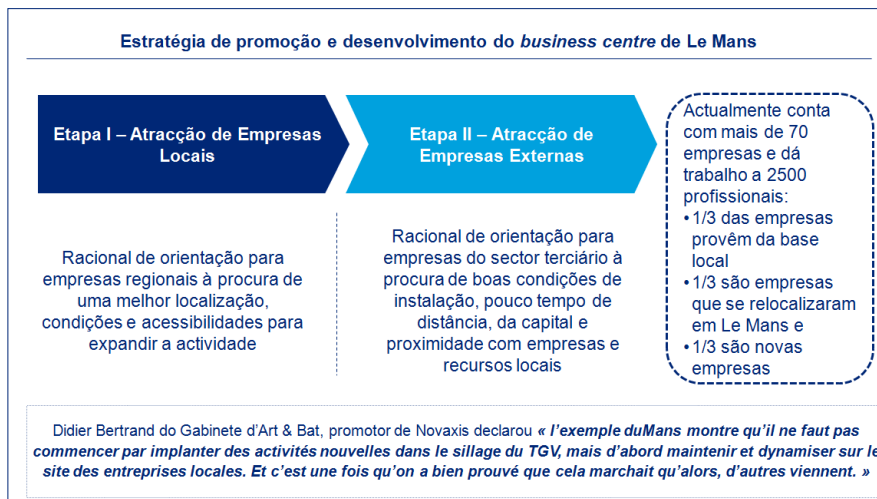 Estratégia de promoção e desenvolvimento do business centre de Le Mans
Etapa I – Atracção de Empresas
Locais
Etapa II – Atracção de
Empresas Externas
Actualmente conta
com mais de 70
empresas e dá
trabalho a 2500
profissionais:
• 1/3 das empresas
provêm da base
local
• 1/3 são empresas
que se relocalizaram
em Le Mans e
• 1/3 são novas
empresas
Racional de orientação para
empresas regionais à procura de
uma melhor localização,
condições e acessibilidades para
expandir a actividade
Racional de orientação para
empresas do sector terciário à
procura de boas condições de
instalação, pouco tempo de
distância, da capital e
proximidade com empresas e
recursos locais
Didier Bertrand do Gabinete d’Art & Bat, promotor de Novaxis declarou « l’exemple duMans montre qu’il ne faut pas
commencer par implanter des activités nouvelles dans le sillage du TGV, mais d’abord maintenir et dynamiser sur le
site des entreprises locales. Et c’est une fois qu’on a bien prouvé que cela marchait qu’alors, d’autres viennent. »